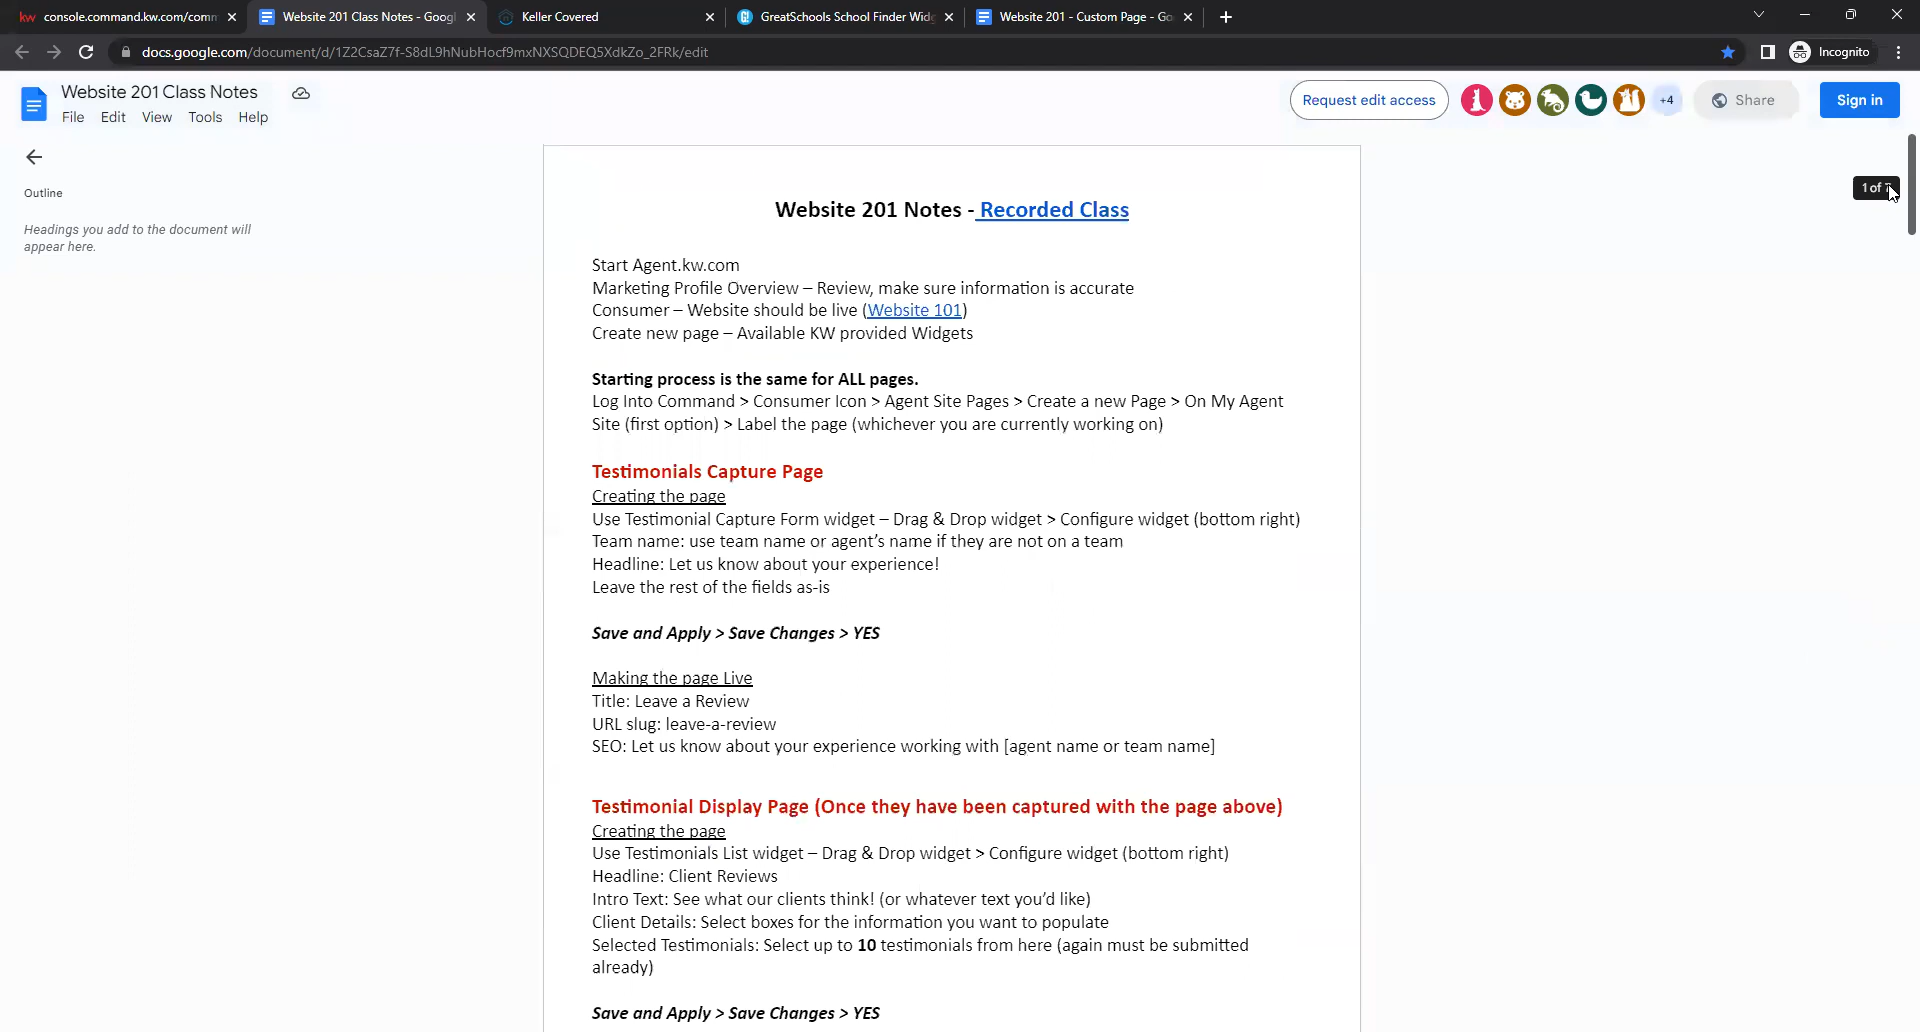 console.command.kw.com/comm
Website 201 Class Notes - Googl
Keller Covered
GreatSchools School Finder Widg
Website 201 - Custom Page - Go
docs.google.com/document/d/1Z2CsaZ7f-S8dL9hNubHocf9mxNXSQDEQ5XdkZo_2FRk/edit
Incognito
Website 201 Class Notes
File Edit View Tools Help
Request edit access
+4
Share
Sign in
1 of
Outline
Headings you add to the document will
appear here.
Website 201 Notes - Recorded Class
Start Agent.kw.com
Marketing Profile Overview – Review, make sure information is accurate
Consumer – Website should be live (Website 101)
Create new page – Available KW provided Widgets
Starting process is the same for ALL pages.
Log Into Command > Consumer Icon > Agent Site Pages > Create a new Page > On My Agent
Site (first option) > Label the page (whichever you are currently working on)
Testimonials Capture Page
Creating the page
Use Testimonial Capture Form widget – Drag & Drop widget > Configure widget (bottom right)
Team name: use team name or agent’s name if they are not on a team
Headline: Let us know about your experience!
Leave the rest of the fields as-is
Save and Apply > Save Changes > YES
Making the page Live
Title: Leave a Review
URL slug: leave-a-review
SEO: Let us know about your experience working with [agent name or team name]
Testimonial Display Page (Once they have been captured with the page above)
Creating the page
Use Testimonials List widget – Drag & Drop widget > Configure widget (bottom right)
Headline: Client Reviews
Intro Text: See what our clients think! (or whatever text you’d like)
Client Details: Select boxes for the information you want to populate
Selected Testimonials: Select up to 10 testimonials from here (again must be submitted
already)
Save and Apply > Save Changes > YES